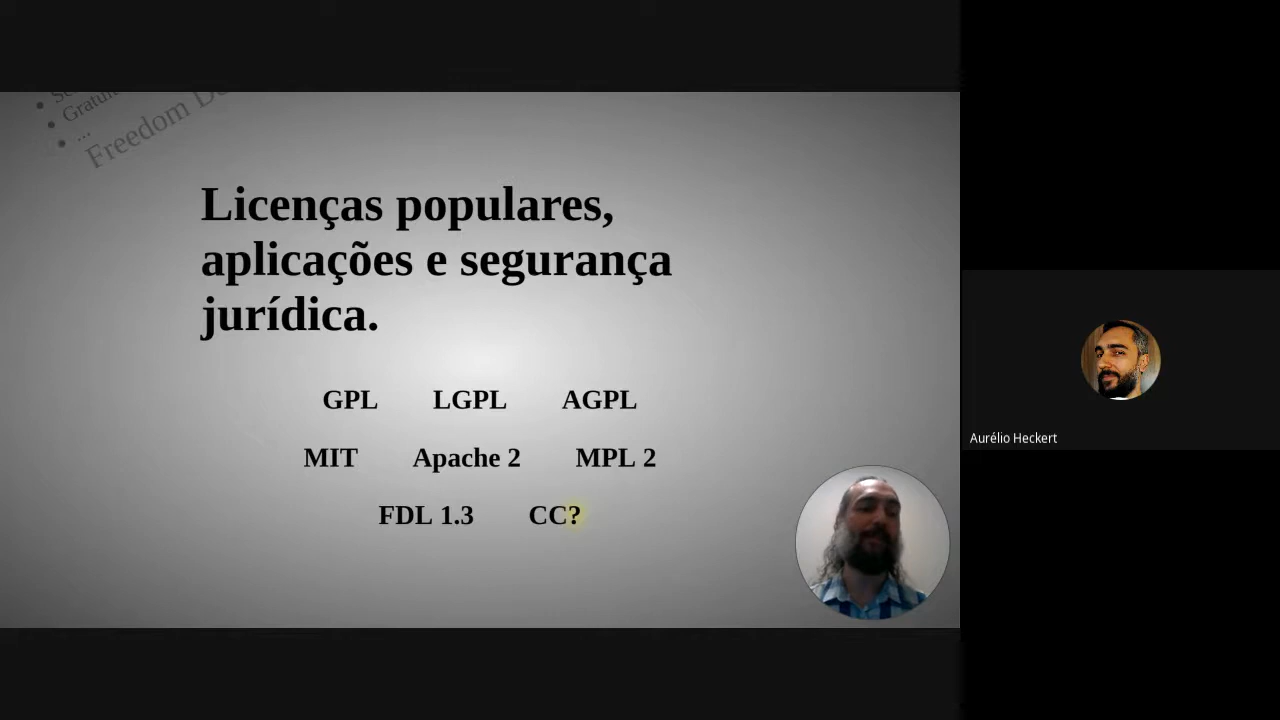 ...
Freedom
Licenças populares,
aplicações e segurança
jurídica.
GPL LGPL AGPL
MIT Apache 2 MPL 2
FDL 1.3 CC?
Aurélio Heckert